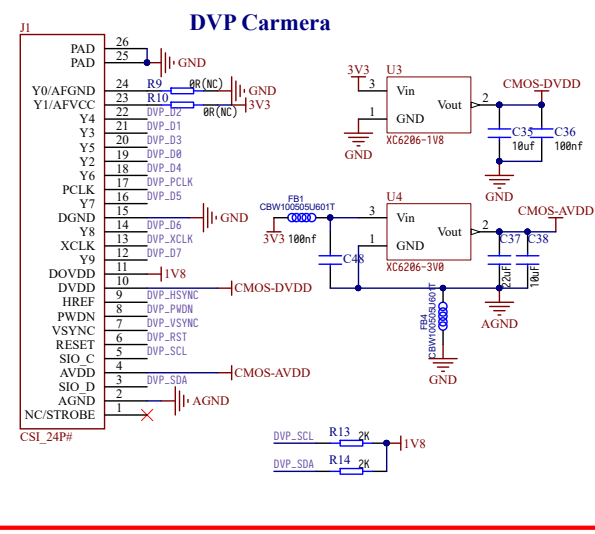 DVP Carmera
J1
PAD 26
PAD 25 GND
Y0/AFGND 24 R9 0R(NC) GND
Y1/AFVCC 23 R10 0R(NC) 3V3
Y4 22 DVP_D2
Y3 21 DVP_D1
Y5 20 DVP_D3
Y2 19 DVP_D0
Y6 18 DVP_D4
PCLK 17 DVP_PCLK
Y7 16 DVP_D5
DGND 15 GND
Y8 14 DVP_D6
XCLK 13 DVP_XCLK
Y9 12 DVP_D7
DOVDD 11 1V8
DVDD 10 CMOS-DVDD
HREF 9 DVP_HSYNC
PWDN 8 DVP_PWDN
VSYNC 7 DVP_VSYNC
RESET 6 DVP_RST
SIO_C 5 DVP_SCL
AVDD 4 CMOS-AVDD
SIO_D 3 DVP_SDA
AGND 2 AGND
NC/STROBE 1
CSI_24P#
3V3 U3 CMOS-DVDD
3 Vin
Vout 2
1 GND
C35 C36
10uf 100nf
XC6206-1V8
GND
GND
FB1
CBW100505U601T
U4 CMOS-AVDD
3 Vin
Vout 2
3V3 100nf
1 GND
C37 C38
C48
22uF
10uF
XC6206-3V0
FB4
CBW100505U601T
AGND
GND
DVP_SCL R13 2K 1V8
DVP_SDA R14 2K